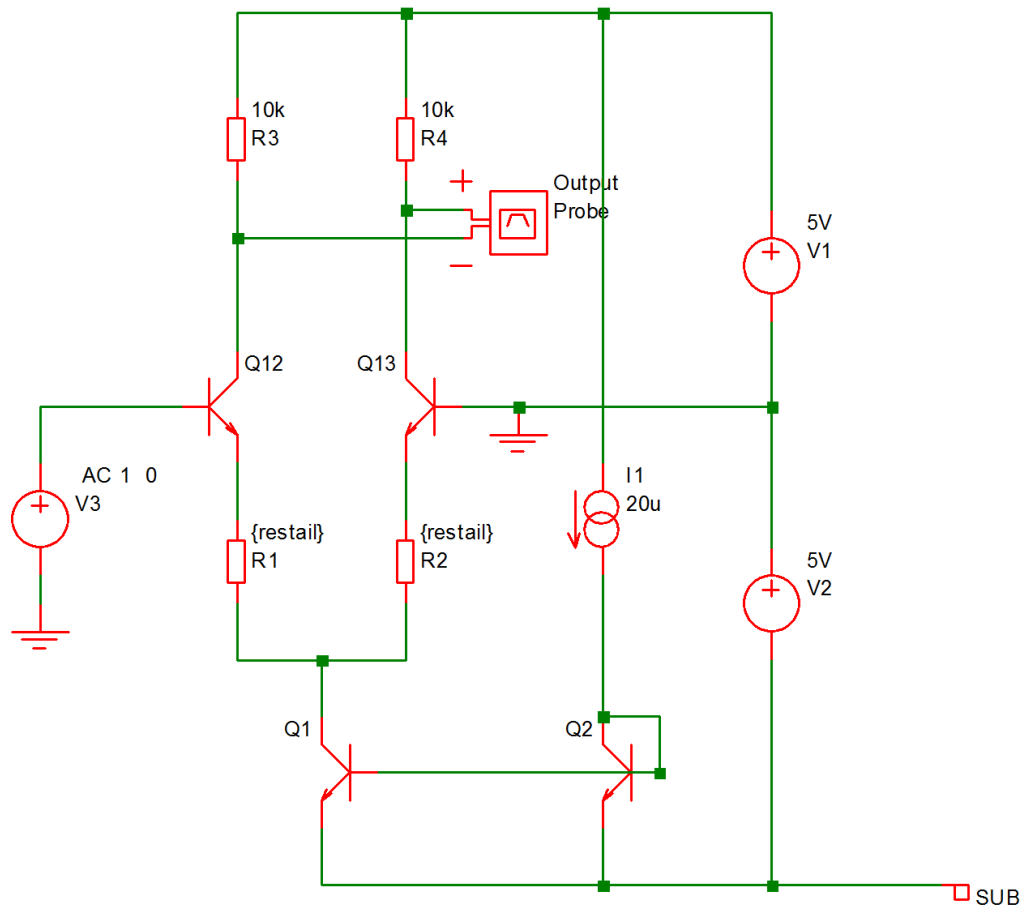 10k
R3
10k
R4
+
Output
Probe
−
5V
V1
Q12
Q13
AC 1 0
V3
{restail}
R1
{restail}
R2
I1
20u
5V
V2
Q1
Q2
SUB